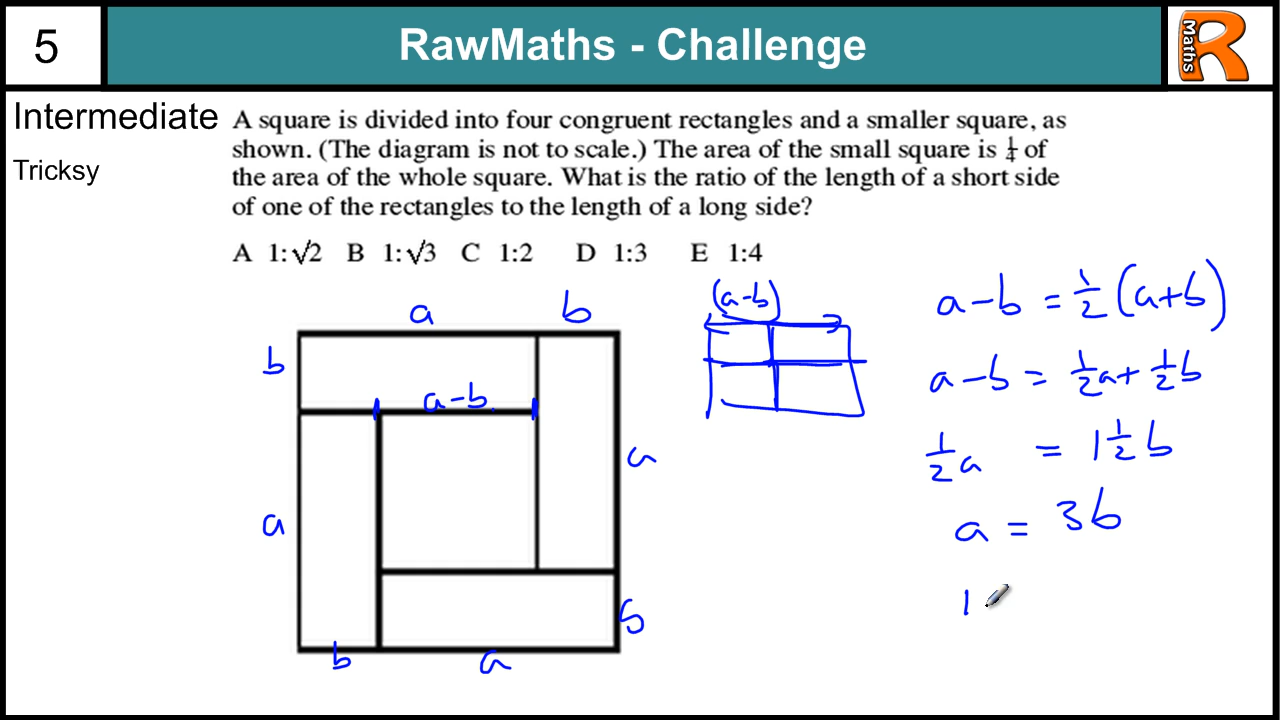 5
RawMaths - Challenge
Maths R
Intermediate
Tricksy
A square is divided into four congruent rectangles and a smaller square, as
shown. (The diagram is not to scale.) The area of the small square is ¼ of
the area of the whole square. What is the ratio of the length of a short side
of one of the rectangles to the length of a long side?
A 1:√2 B 1:√3 C 1:2 D 1:3 E 1:4
a b
b
a-b
a
a
b
b a
(a-b)
a-b = ½ (a+b)
a-b = ½a+ ½b
½a = 1½b
a = 3b
1